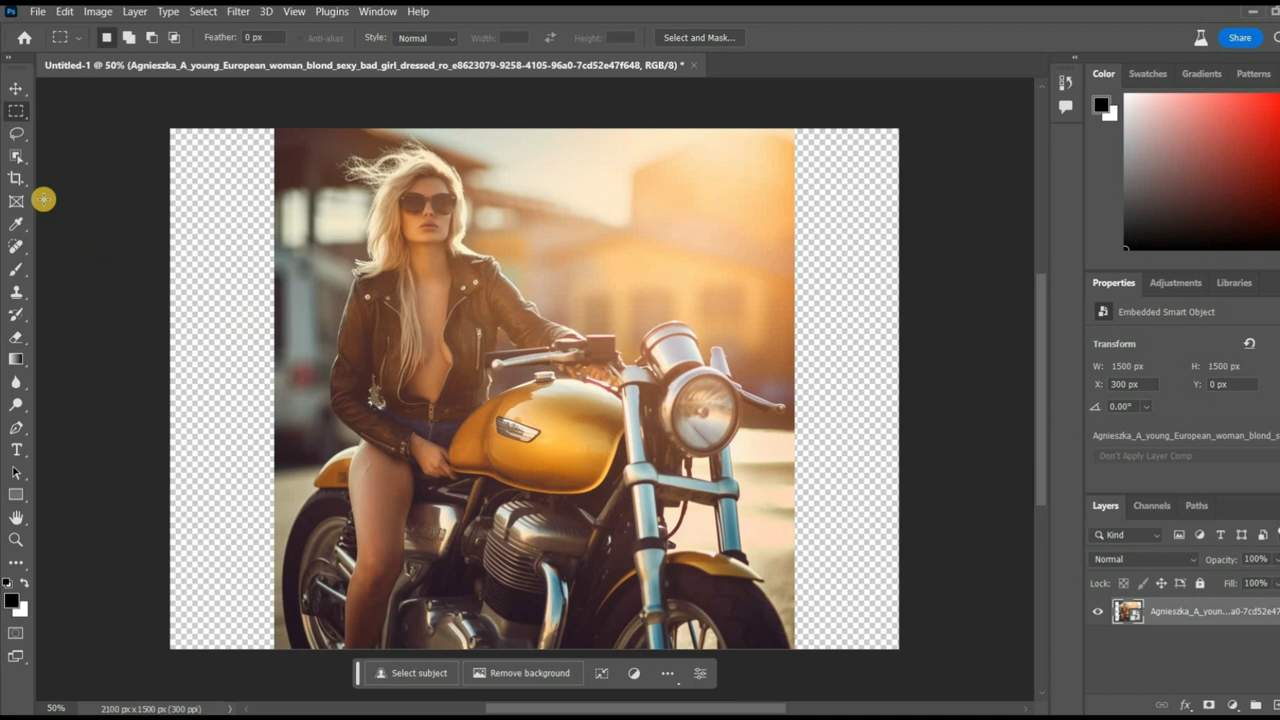 Ps File Edit Image Layer Type Select Filter 3D View Plugins Window Help
Feather: 0 px Anti-alias Style: Normal Width: Height: Select and Mask... Share
Untitled-1 @ 50% (Agnieszka_A_young_European_woman_blond_sexy_bad_girl_dressed_ro_e8623079-9258-4105-96a0-7cd52e47f648, RGB/8) *
Color Swatches Gradients Patterns
Properties Adjustments Libraries
Embedded Smart Object
Transform
W: 1500 px H: 1500 px
X: 300 px Y: 0 px
0.00°
Agnieszka_A_young_European_woman_blond_s
Don't Apply Layer Comp
Layers Channels Paths
Kind
Normal Opacity: 100%
Lock: Fill: 100%
Agnieszka_A_youn...a0-7cd52e47
Select subject Remove background
50% 2100 px x 1500 px (300 ppi)